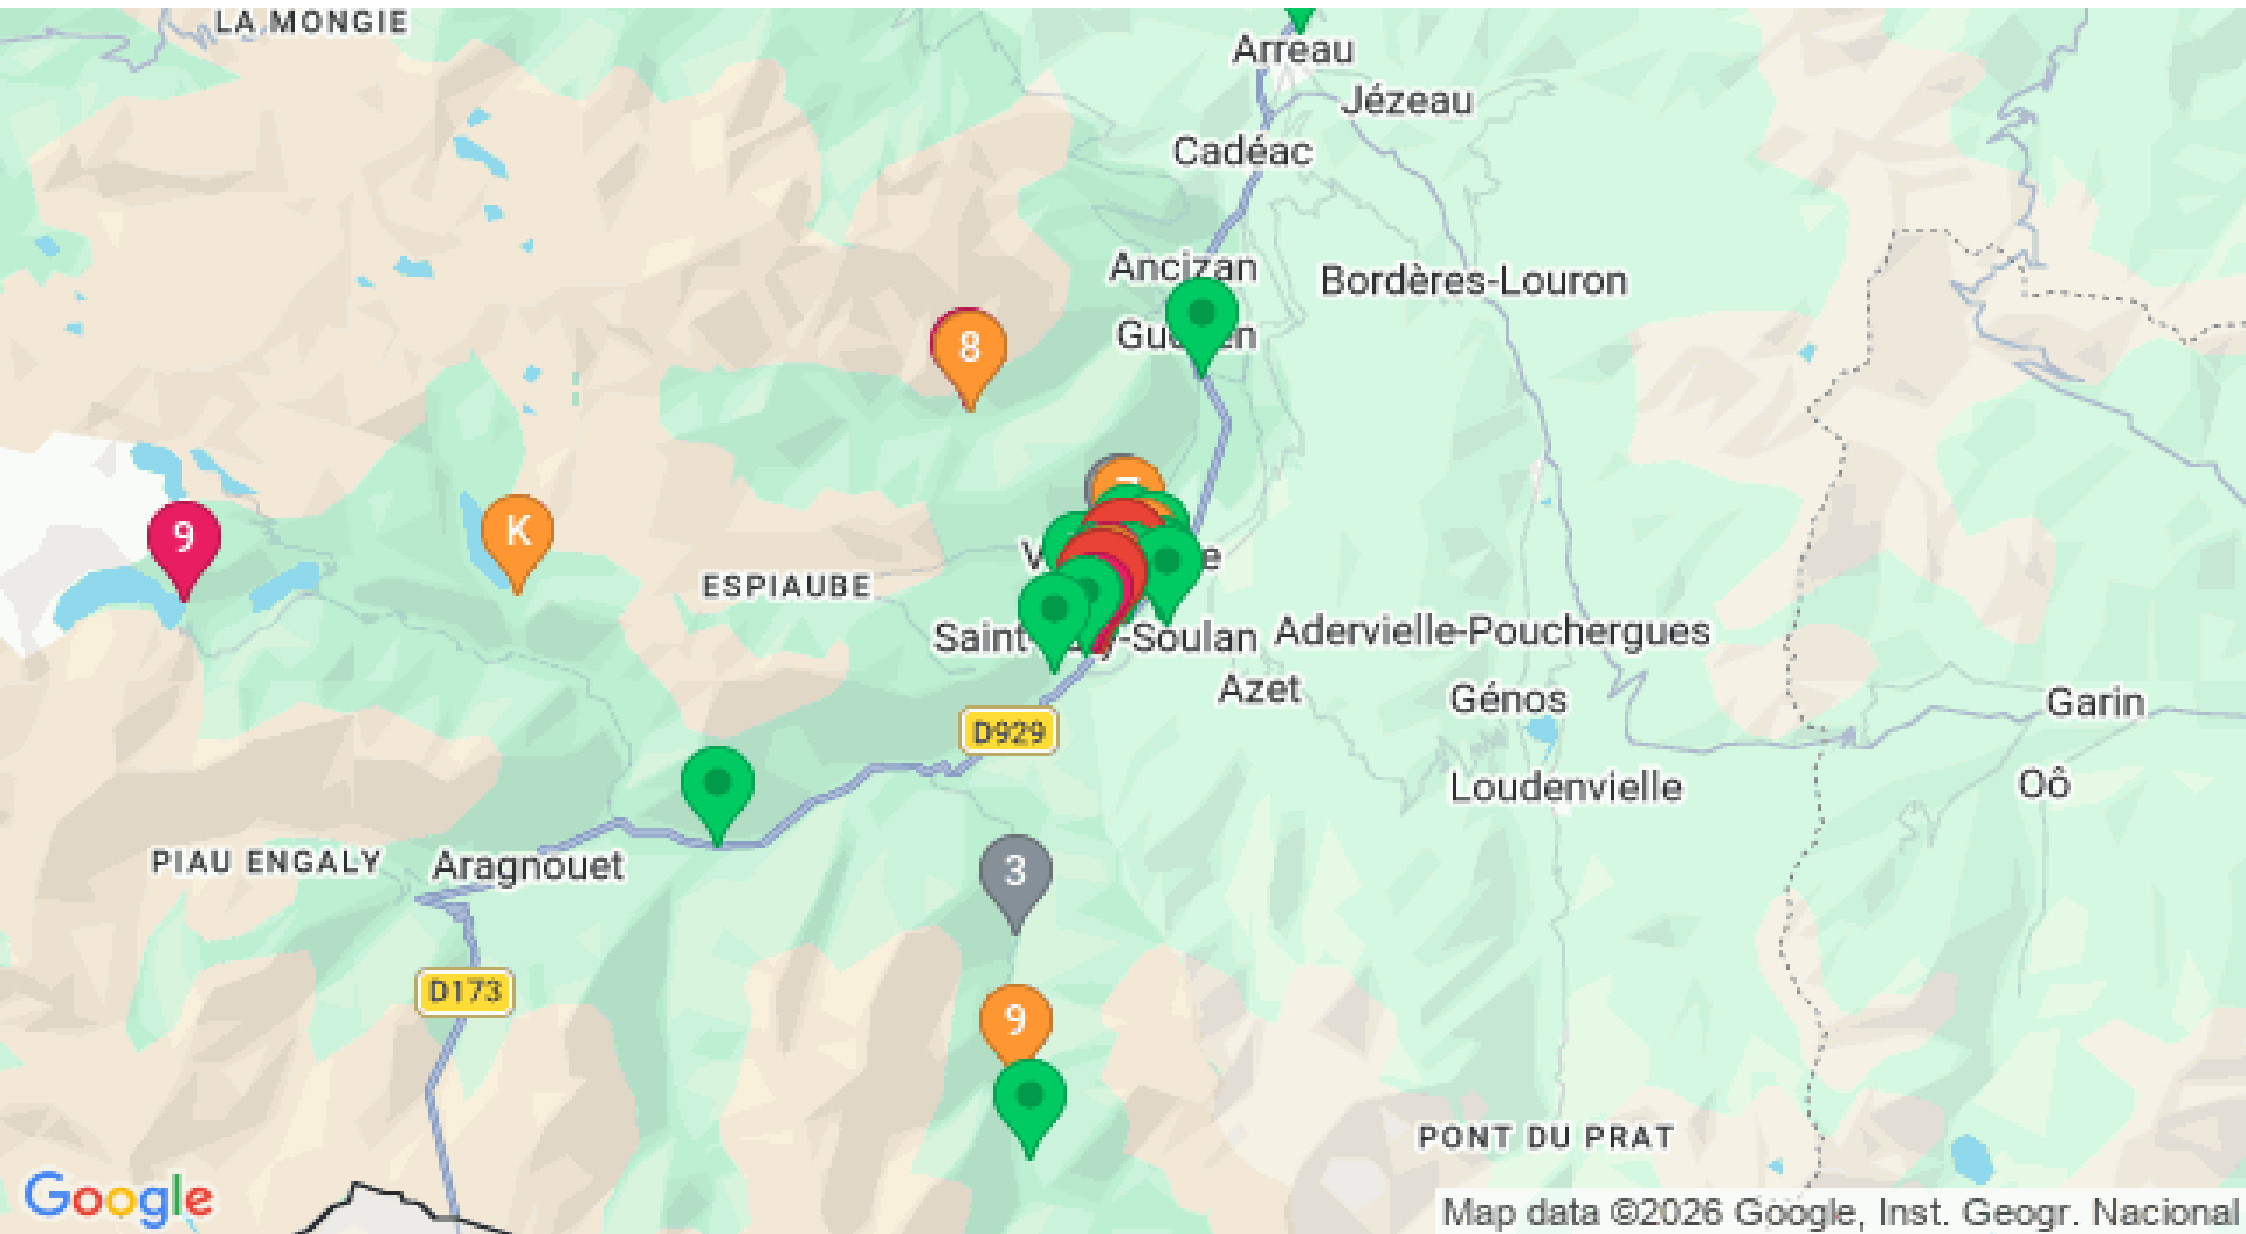 LA MONGIE
Arreau
Jézeau
Cadéac
Ancizan
Bordères-Louron
8
9
K
ESPIAUBE
Adervielle-Pouchergues
Azet
Génos
Garin
D929
Loudenvielle
Oô
PIAU ENGALY
Aragnouet
3
D173
9
PONT DU PRAT
Google
Map data ©2026 Google, Inst. Geogr. Nacional